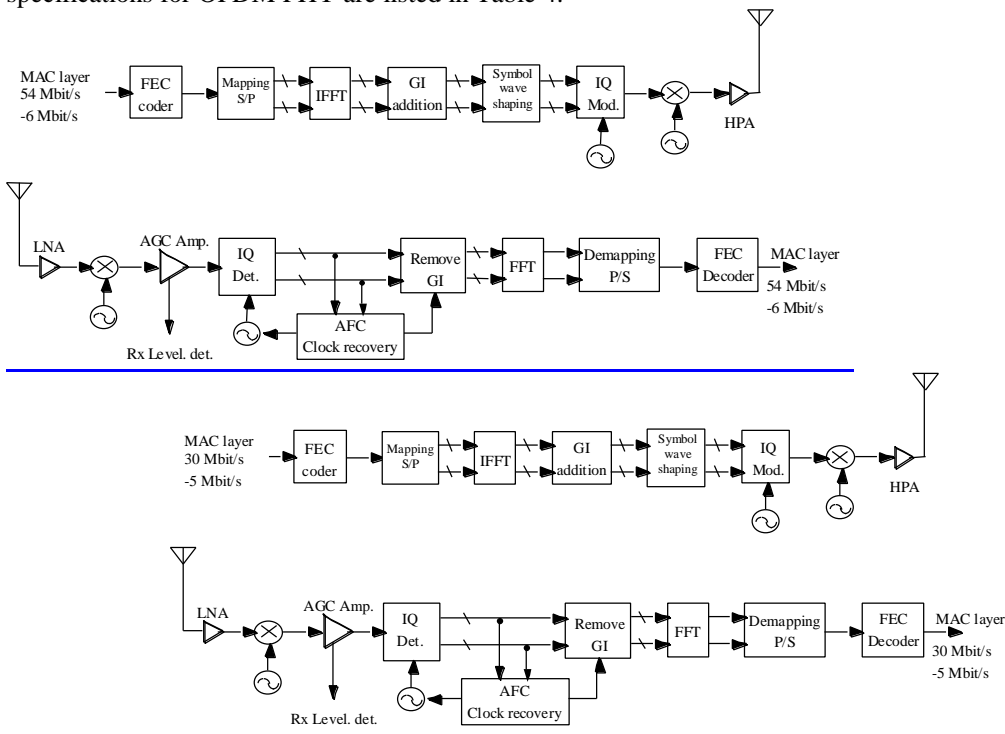 specifications for OFDM PHY are listed in Table
MAC layer
54 Mbit/s
-6 Mbit/s
FEC
coder
Mapping
S/P
IFFT
GI
addition
Symbol
wave
shaping
IQ
Mod.
HPA
LNA
AGC Amp.
Rx Level. det.
IQ
Det.
AFC
Clock recovery
Remove
GI
FFT
Demapping
P/S
FEC
Decoder
MAC layer
54 Mbit/s
-6 Mbit/s
MAC layer
30 Mbit/s
-5 Mbit/s
FEC
coder
Mapping
S/P
IFFT
GI
addition
Symbol
wave
shaping
IQ
Mod.
HPA
LNA
AGC Amp.
Rx Level. det.
IQ
Det.
AFC
Clock recovery
Remove
GI
FFT
Demapping
P/S
FEC
Decoder
MAC layer
30 Mbit/s
-5 Mbit/s